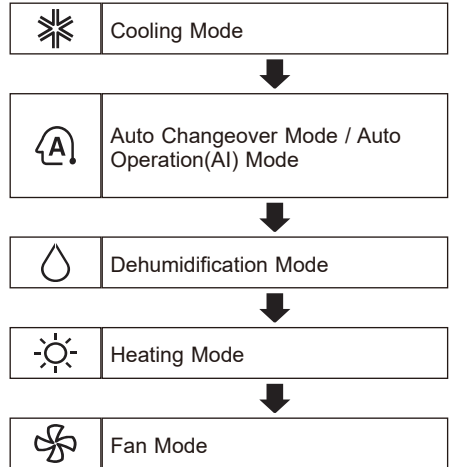 Cooling Mode
A
Auto Changeover Mode / Auto
Operation(AI) Mode
Dehumidification Mode
Heating Mode
Fan Mode